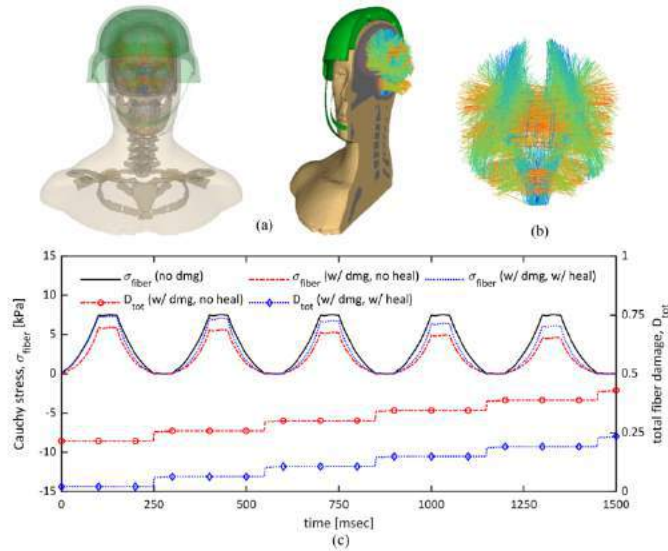 (a)
(b)
σfiber (no dmg)
σfiber (w/ dmg, no heal)
σfiber (w/ dmg, w/ heal)
Dtot (w/ dmg, no heal)
Dtot (w/ dmg, w/ heal)
15
10
5
0
-5
-10
-15
Cauchy stress, σfiber [kPa]
1
0.75
0.5
0.25
0
total fiber damage, Dtot
0
250
500
750
1000
1250
1500
time [msec]
(c)